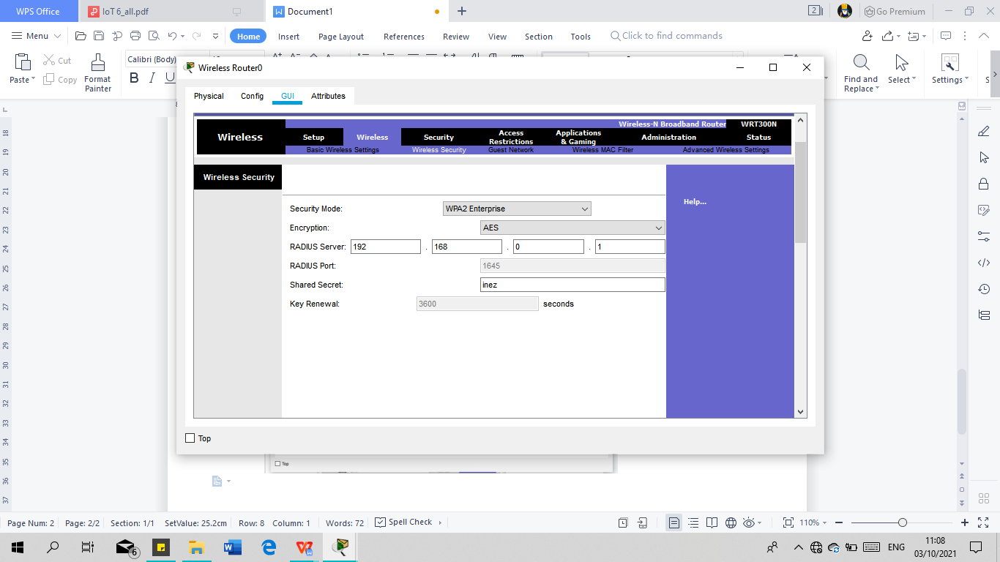 WPS Office
IoT 6_all.pdf
Document1
2
Go Premium
Menu
Home
Insert
Page Layout
References
Review
View
Section
Tools
Click to find commands
Paste
Cut
Copy
Format
Painter
Calibri (Body)
B I U
Find and
Replace
Select
Settings
Wireless Router0
Physical
Config
GUI
Attributes
Wireless-N Broadband Router
WRT300N
Wireless
Setup
Wireless
Security
Access
Restrictions
Applications
& Gaming
Administration
Status
Basic Wireless Settings
Wireless Security
Guest Network
Wireless MAC Filter
Advanced Wireless Settings
Wireless Security
Help...
Security Mode:
WPA2 Enterprise
Encryption:
AES
RADIUS Server:
192 . 168 . 0 . 1
RADIUS Port:
1645
Shared Secret:
inez
Key Renewal:
3600
seconds
Top
Top
18
19
20
21
22
23
24
25
26
27
28
29
30
31
32
33
34
35
36
37
Page Num: 2
Page: 2/2
Section: 1/1
SetValue: 25.2cm
Row: 8
Column: 1
Words: 72
Spell Check
110%
6
ENG
11:08
03/10/2021